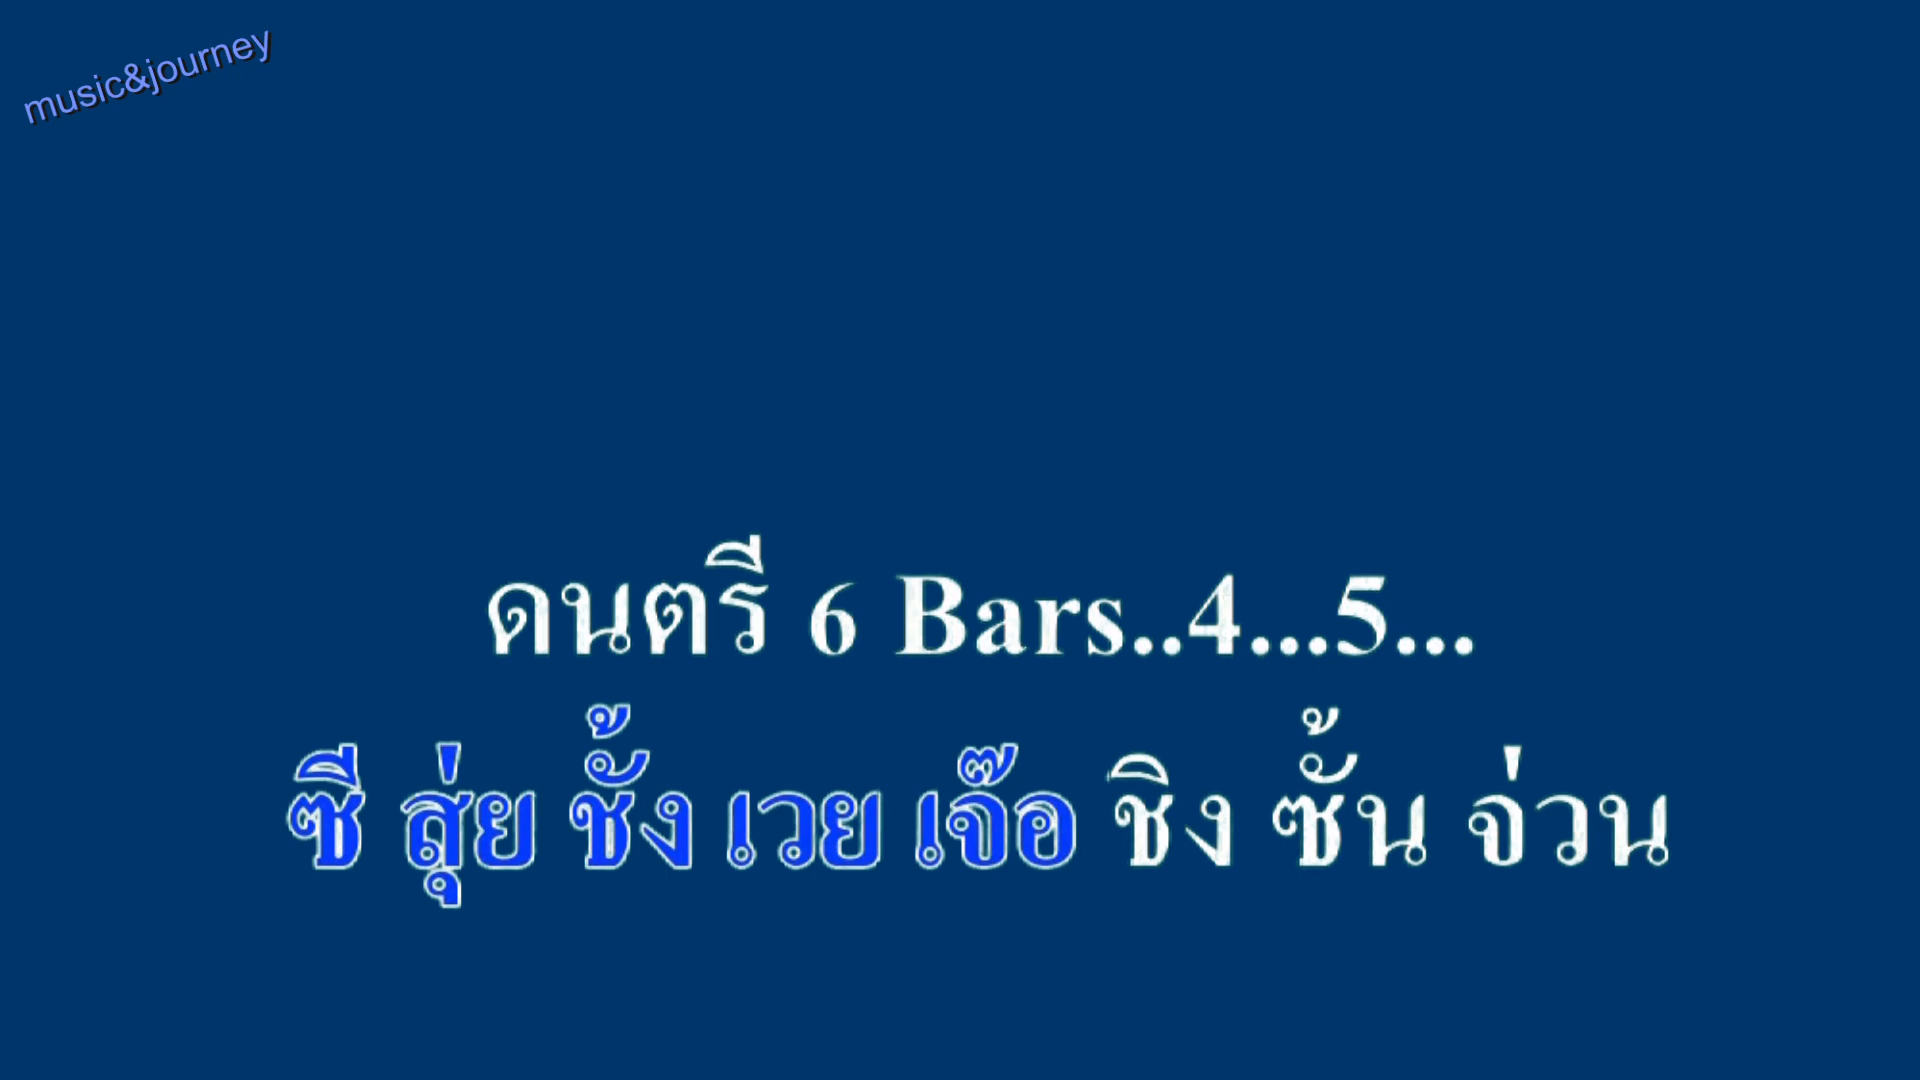 music&journey
ดนตรี 6 Bars..4...5...
ซี สุ่ย ชั้ง เวย เจ๊อ ชิง ซั้น จ่วน